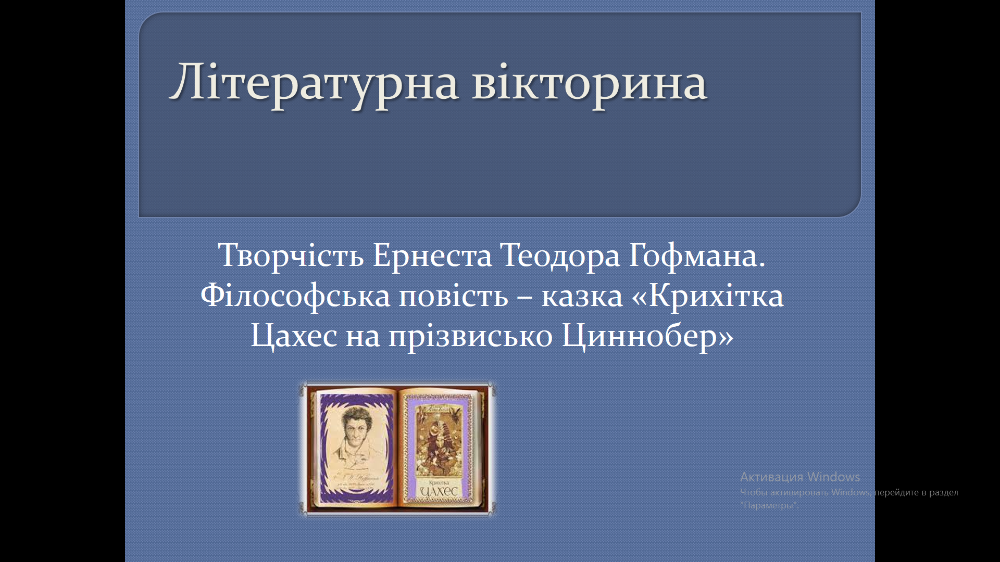 Літературна вікторина
Творчість Ернеста Теодора Гофмана.
Філософська повість – казка «Крихітка
Цахес на прізвисько Циннобер»
Крихітка
ЦАХЕС
Активация Windows
Чтобы активировать Windows, перейдите в раздел
"Параметры".